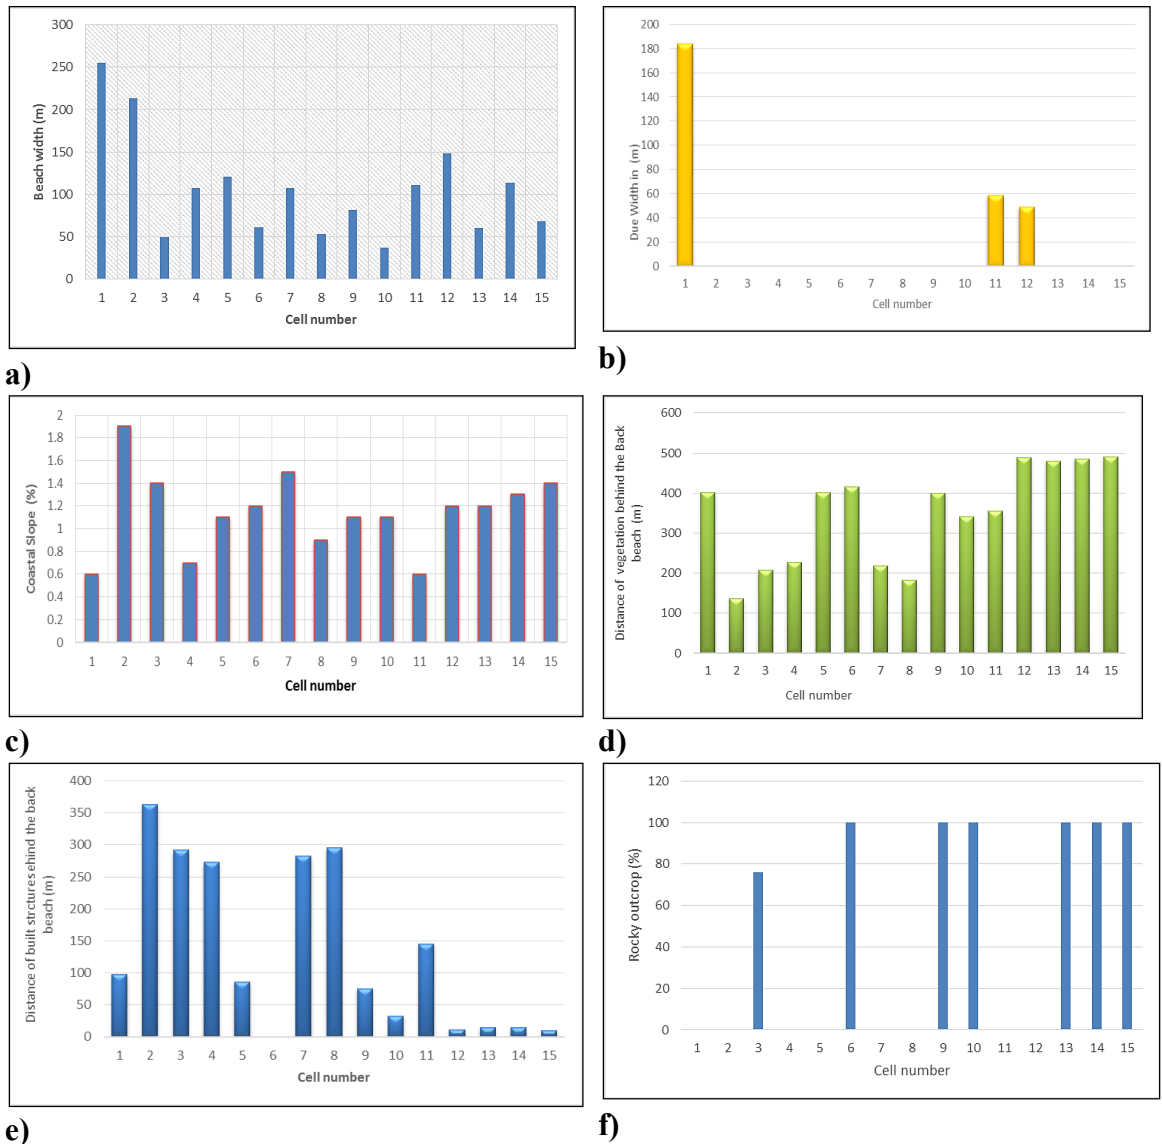 300
250
200
150
100
50
0
Beach width (m)
1 2 3 4 5 6 7 8 9 10 11 12 13 14 15
Cell number
a)
200
180
160
140
120
100
80
60
40
20
0
Due Width in (m)
1 2 3 4 5 6 7 8 9 10 11 12 13 14 15
Cell number
b)
2
1.8
1.6
1.4
1.2
1
0.8
0.6
0.4
0.2
0
Coastal Slope (%)
1 2 3 4 5 6 7 8 9 10 11 12 13 14 15
Cell number
c)
600
500
400
300
200
100
0
Distance of vegetation behind the Back
beach (m)
1 2 3 4 5 6 7 8 9 10 11 12 13 14 15
Cell number
d)
400
350
300
250
200
150
100
50
0
Distance of built strctures ehind the back
beach (m)
1 2 3 4 5 6 7 8 9 10 11 12 13 14 15
Cell number
e)
120
100
80
60
40
20
0
Rocky outcrop (%)
1 2 3 4 5 6 7 8 9 10 11 12 13 14 15
Cell number
f)